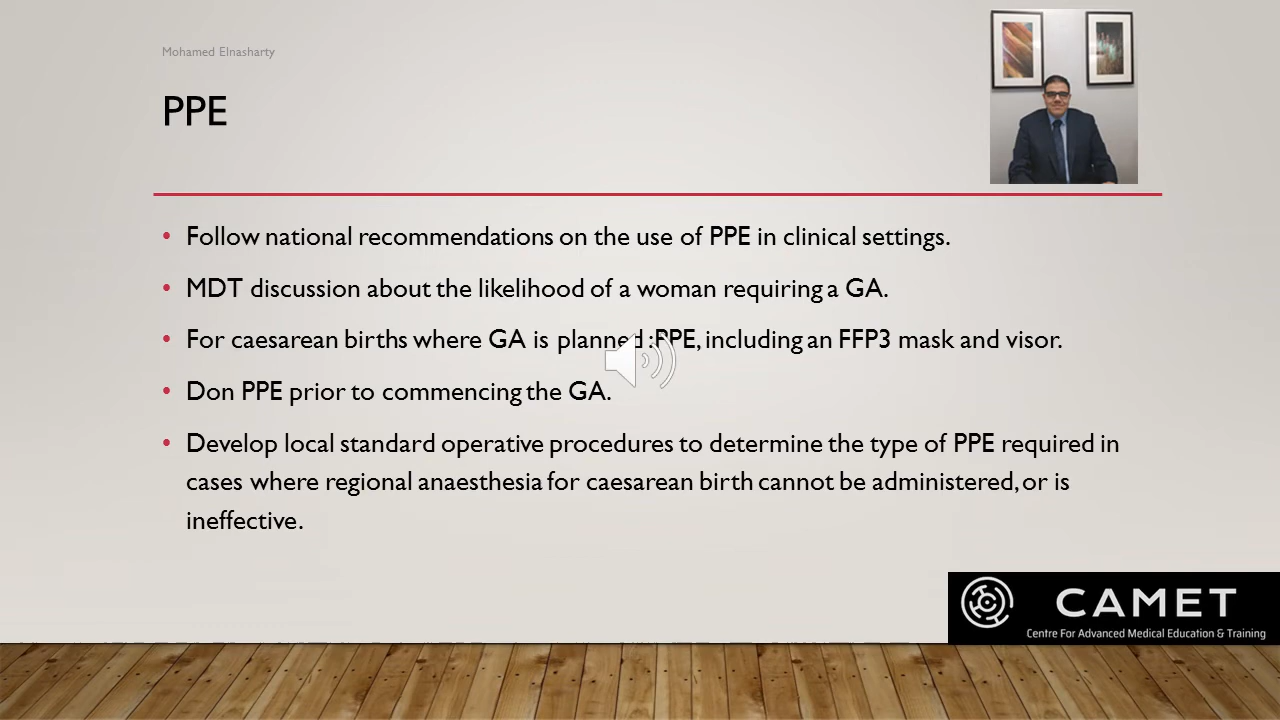 Mohamed Elnasharty
PPE
• Follow national recommendations on the use of PPE in clinical settings.
• MDT discussion about the likelihood of a woman requiring a GA.
• For caesarean births where GA is planned :PPE, including an FFP3 mask and visor.
• Don PPE prior to commencing the GA.
• Develop local standard operative procedures to determine the type of PPE required in
cases where regional anaesthesia for caesarean birth cannot be administered, or is
ineffective.
CAMET
Centre For Advanced Medical Education & Training